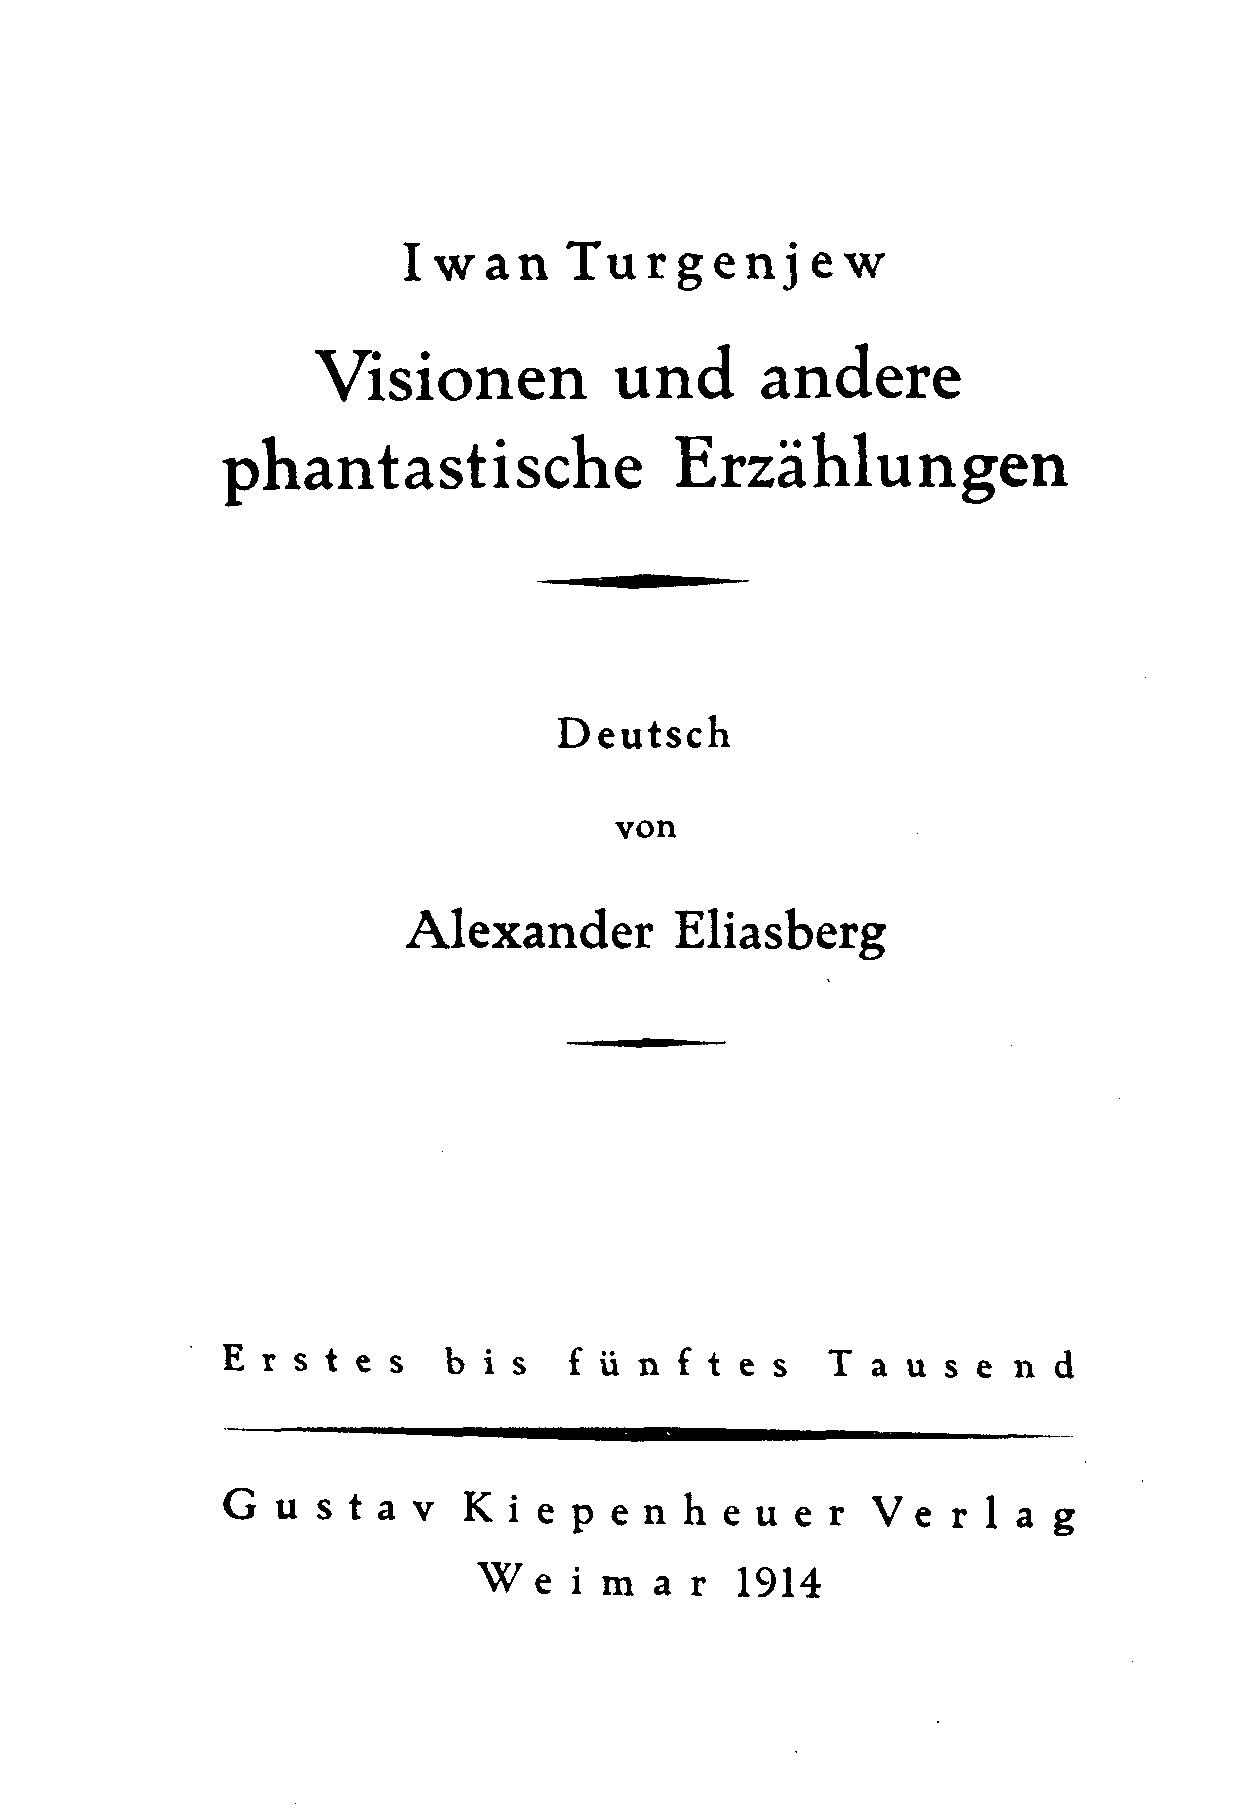 Iwan Turgenjew
Visionen und andere
phantastische Erzählungen
Deutsch
von
Alexander Eliasberg
Erstes bis fünftes Tausend
Gustav Kiepenheuer Verlag
Weimar 1914